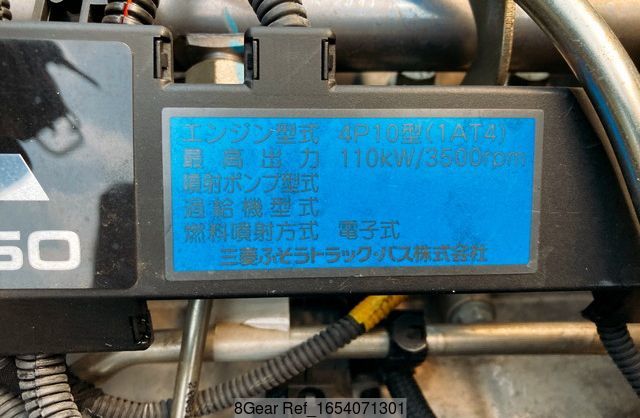 エンジン型式 4P10型(1AT4)
最高出力 110kW/3500rpm
噴射ポンプ型式
過給機型式
燃料噴射方式 電子式
三菱ふそうトラック・バス株式会社
60
8Gear Ref_1654071301